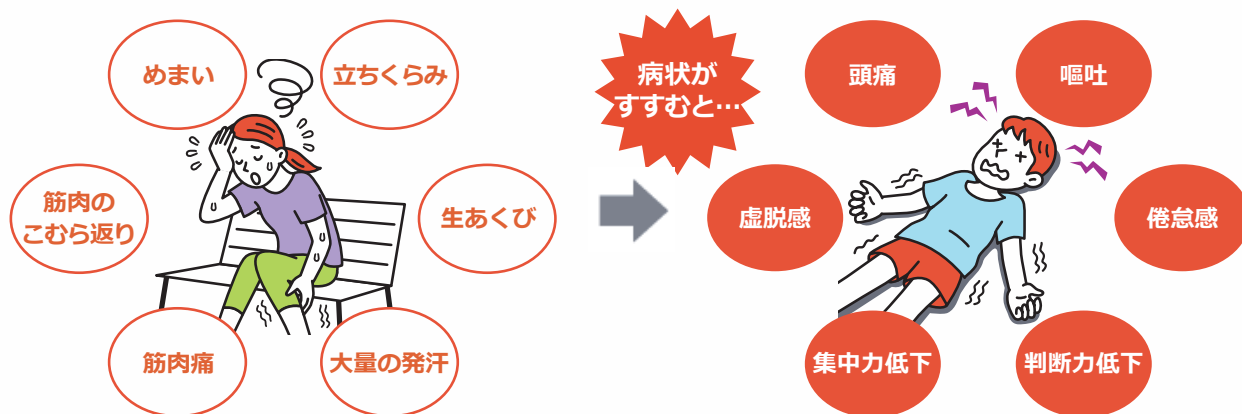 めまい
立ちくらみ
筋肉の
こむら返り
生あくび
筋肉痛
大量の発汗
病状が
すすむと…
頭痛
嘔吐
虚脱感
倦怠感
集中力低下
判断力低下